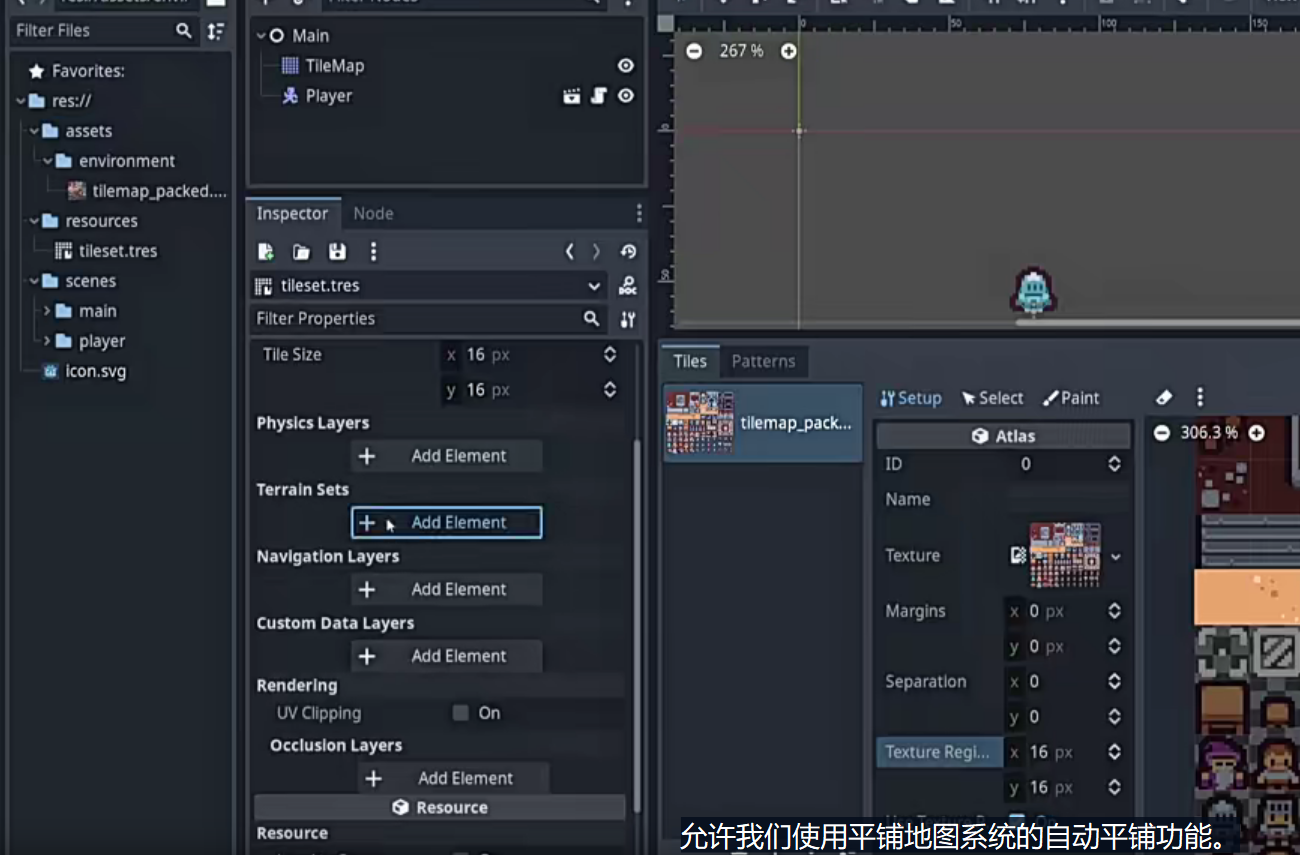 Filter Files
Favorites:
res://
assets
environment
tilemap_packed....
resources
tileset.tres
scenes
main
player
icon.svg
Main
TileMap
Player
Inspector
Node
tileset.tres
Filter Properties
Tile Size
x 16 px
y 16 px
Physics Layers
+ Add Element
Terrain Sets
+ Add Element
Navigation Layers
+ Add Element
Custom Data Layers
+ Add Element
Rendering
UV Clipping On
Occlusion Layers
+ Add Element
Resource
Resource
267 %
0 50 100 150
0
50
Tiles
Patterns
tilemap_pack...
Setup Select Paint
Atlas
306.3 %
ID 0
Name
Texture
Margins x 0 px
y 0 px
Separation x 0
y 0
Texture Regi... x 16 px
y 16 px
允许我们使用平铺地图系统的自动平铺功能。